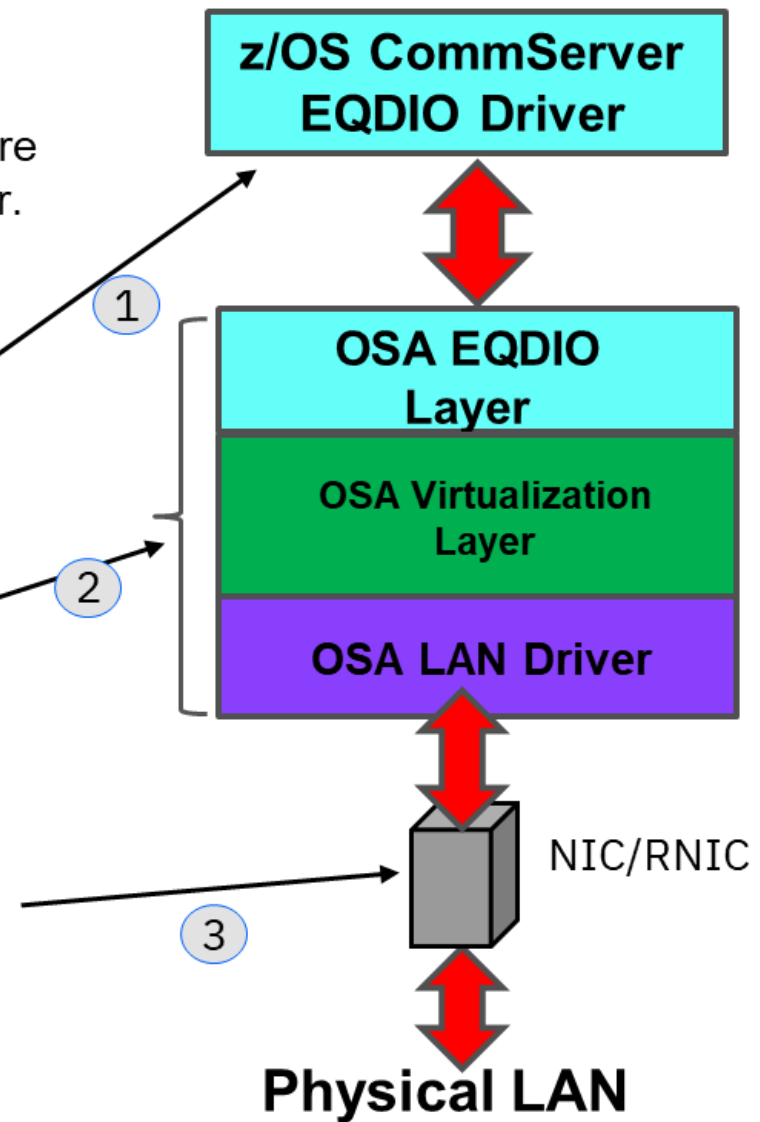 z/OS CommServer
EQDIO Driver
re
r.
1
OSA EQDIO
Layer
OSA Virtualization
Layer
2
OSA LAN Driver
NIC/RNIC
3
Physical LAN